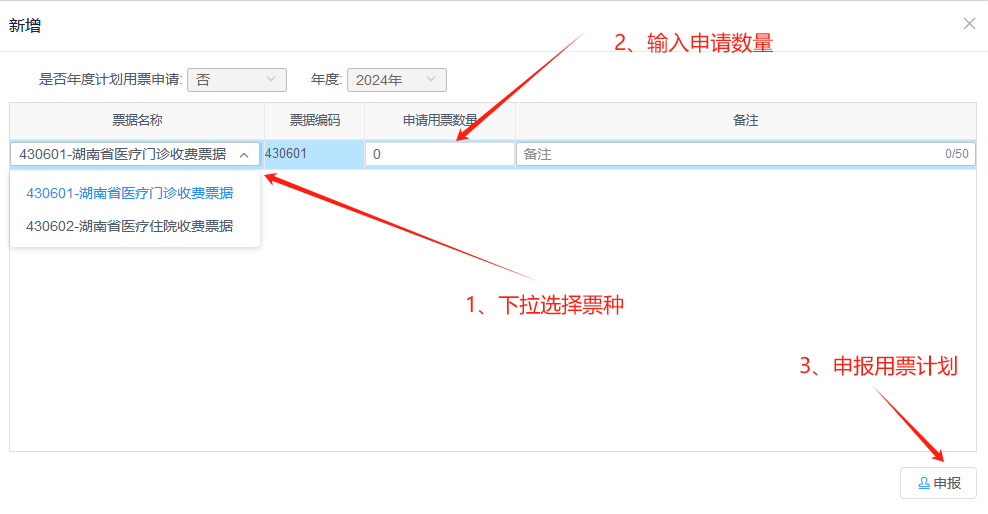 新增
2、输入申请数量
是否年度计划用票申请: 否 年度: 2024年
票据名称 票据编码 申请用票数量 备注
430601-湖南省医疗门诊收费票据 430601 0 备注 0/50
430601-湖南省医疗门诊收费票据
430602-湖南省医疗住院收费票据
1、下拉选择票种
3、申报用票计划
申报